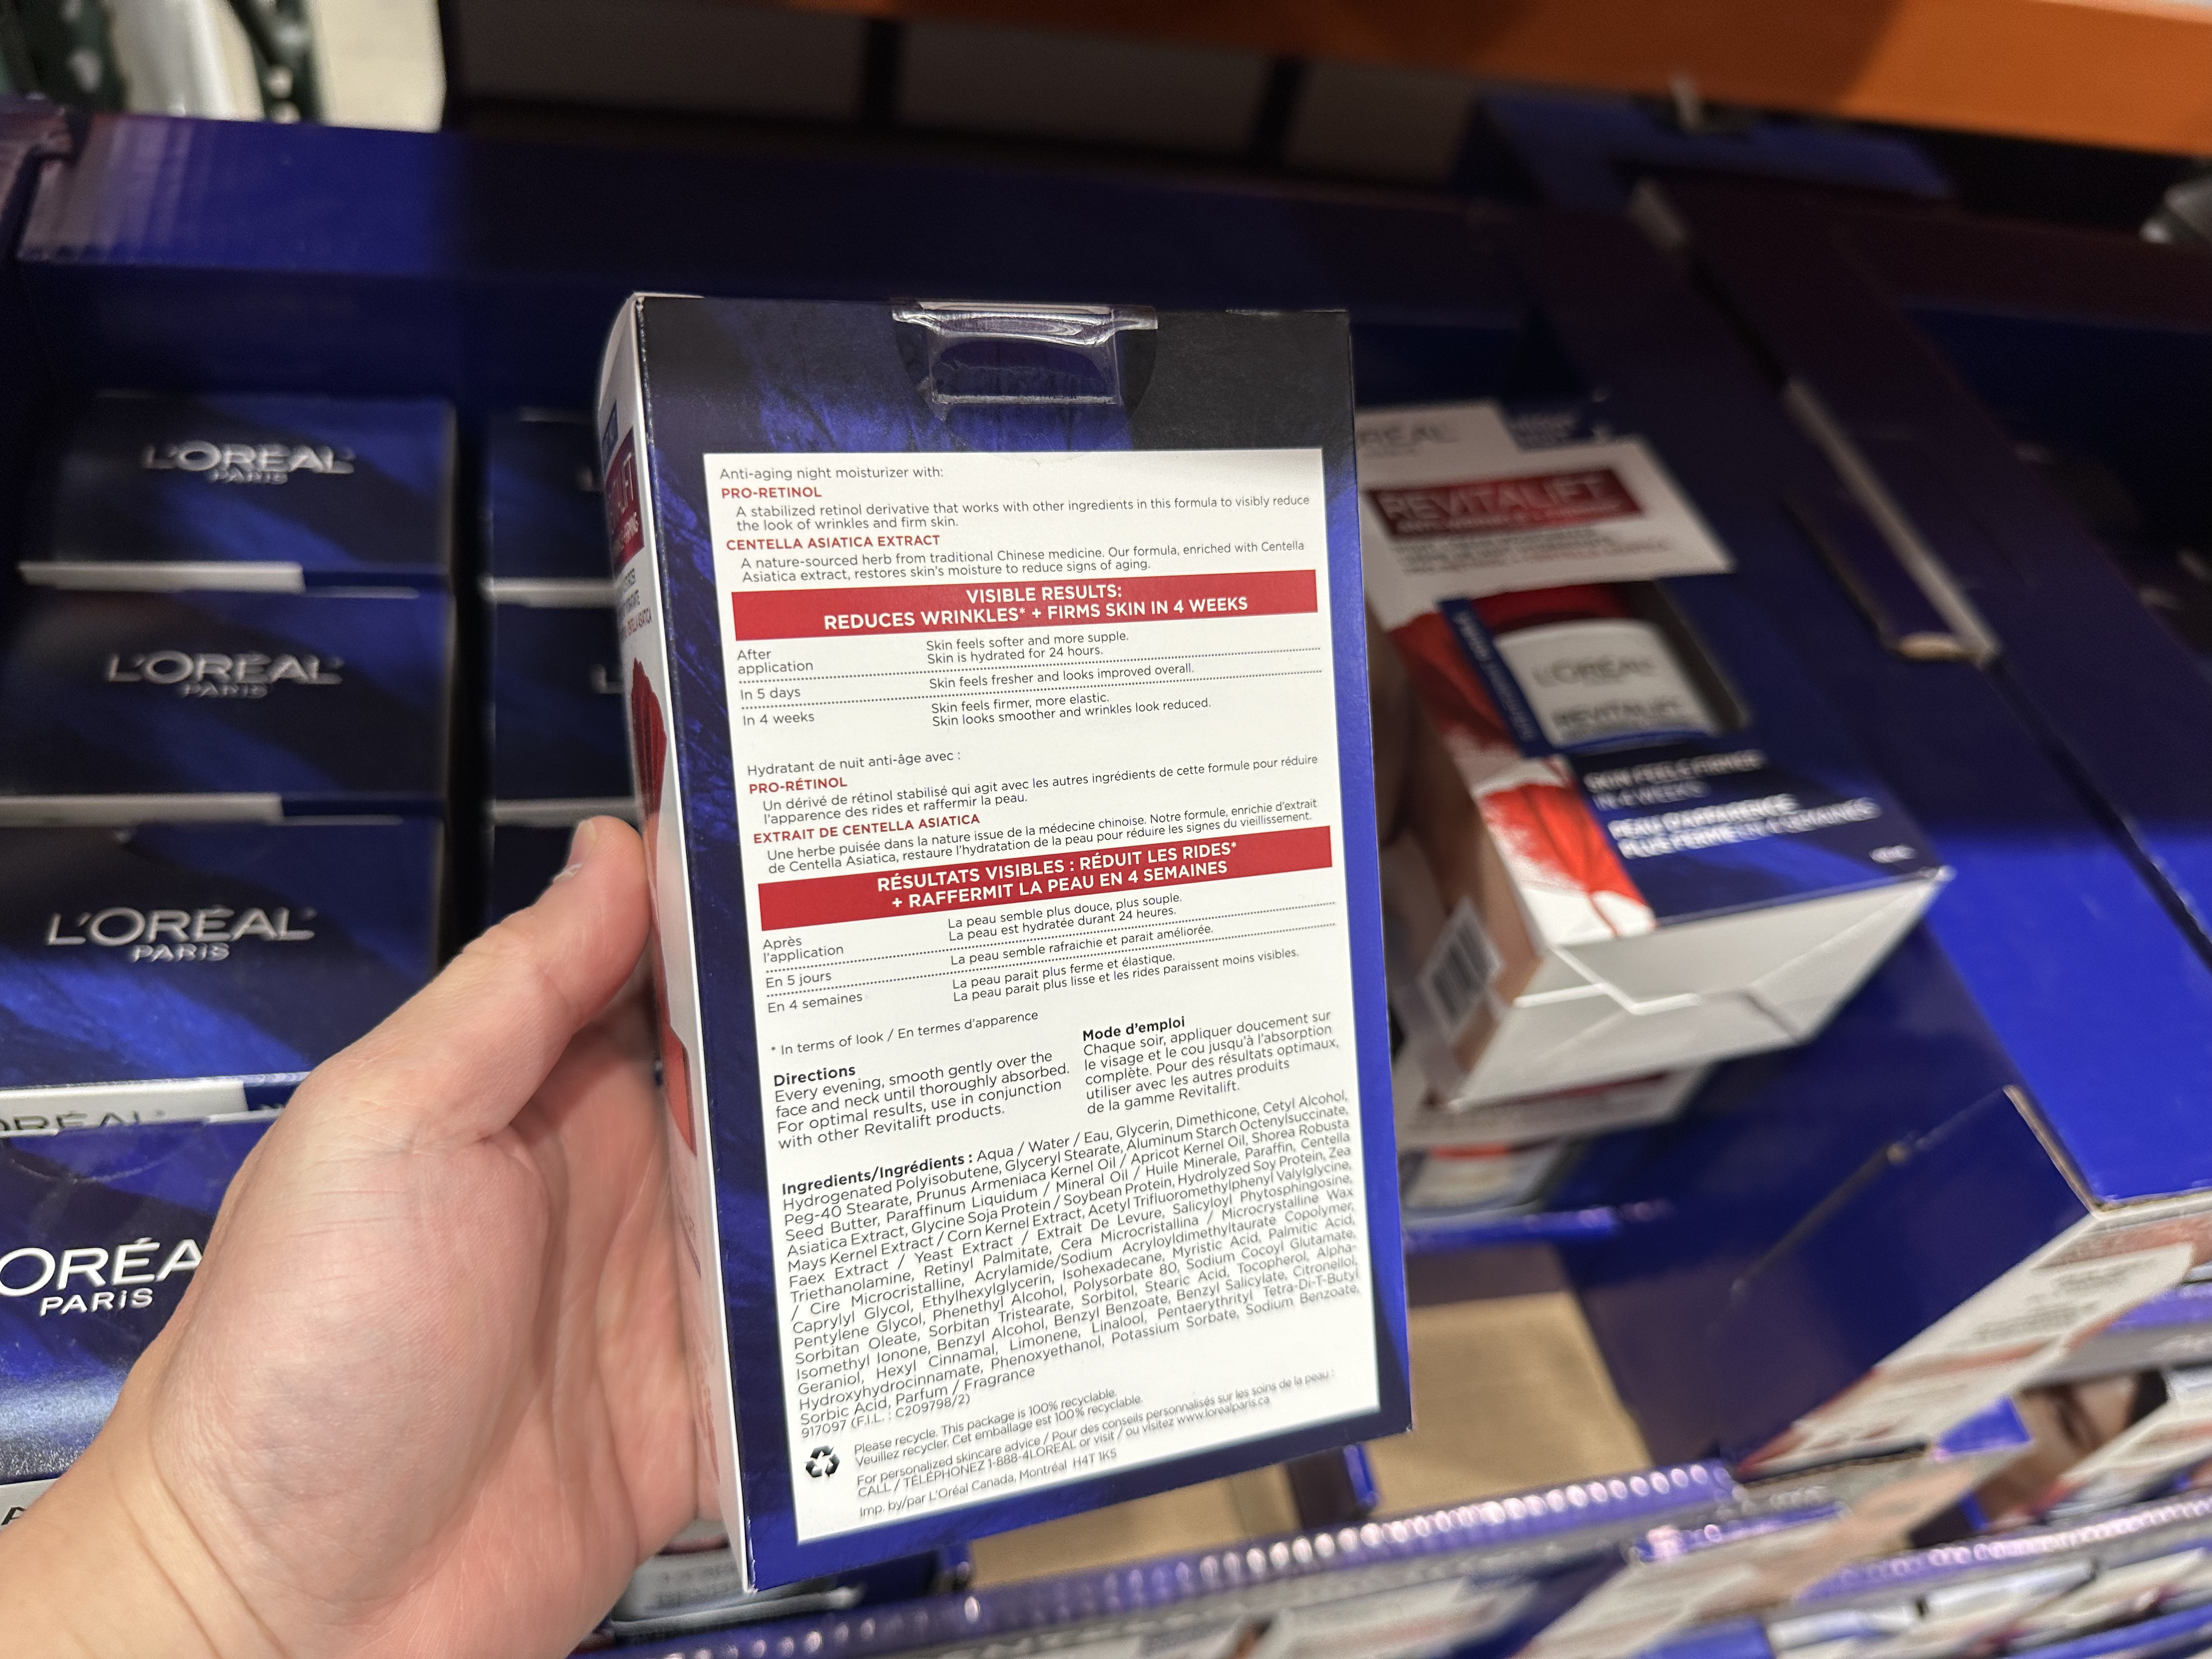 L'ORÉAL
PARIS
L'ORÉAL
PARIS
L'ORÉAL
PARIS
ORÉAL
ORÉA
PARIS
Anti-aging night moisturizer with:
PRO-RETINOL
A stabilized retinol derivative that works with other ingredients in this formula to visibly reduce
the look of wrinkles and firm skin.
CENTELLA ASIATICA EXTRACT
A nature-sourced herb from traditional Chinese medicine. Our formula, enriched with Centella
Asiatica extract, restores skin's moisture to reduce signs of aging.
VISIBLE RESULTS:
REDUCES WRINKLES* + FIRMS SKIN IN 4 WEEKS
After
application
Skin feels softer and more supple.
Skin is hydrated for 24 hours.
In 5 days
Skin feels fresher and looks improved overall.
In 4 weeks
Skin feels firmer, more elastic.
Skin looks smoother and wrinkles look reduced.
Hydratant de nuit anti-âge avec :
PRO-RÉTINOL
Un dérivé de rétinol stabilisé qui agit avec les autres ingrédients de cette formule pour réduire
l'apparence des rides et raffermir la peau.
EXTRAIT DE CENTELLA ASIATICA
Une herbe puisée dans la nature issue de la médecine chinoise. Notre formule, enrichie d'extrait
de Centella Asiatica, restaure l'hydratation de la peau pour réduire les signes du vieillissement.
RÉSULTATS VISIBLES : RÉDUIT LES RIDES*
+ RAFFERMIT LA PEAU EN 4 SEMAINES
Après
l'application
La peau semble plus douce, plus souple.
La peau est hydratée durant 24 heures.
En 5 jours
La peau semble rafraichie et parait améliorée.
En 4 semaines
La peau parait plus ferme et élastique.
La peau parait plus lisse et les rides paraissent moins visibles.
* In terms of look / En termes d'apparence
Directions
Every evening, smooth gently over the
face and neck until thoroughly absorbed.
For optimal results, use in conjunction
with other Revitalift products.
Mode d'emploi
Chaque soir, appliquer doucement sur
le visage et le cou jusqu'à l'absorption
complète. Pour des résultats optimaux,
utiliser avec les autres produits
de la gamme Revitalift.
Ingredients/Ingrédients : Aqua / Water / Eau, Glycerin, Dimethicone, Cetyl Alcohol,
Hydrogenated Polyisobutene, Glyceryl Stearate, Aluminum Starch Octenylsuccinate,
Peg-40 Stearate, Prunus Armeniaca Kernel Oil / Apricot Kernel Oil, Shorea Robusta
Seed Butter, Paraffinum Liquidum / Mineral Oil / Huile Minerale, Paraffin, Centella
Asiatica Extract, Glycine Soja Protein / Soybean Protein, Hydrolyzed Soy Protein, Zea
Mays Kernel Extract / Corn Kernel Extract, Acetyl Trifluoromethylphenyl Valylglycine,
Faex Extract / Yeast Extract / Extrait De Levure, Salicyloyl Phytosphingosine,
Triethanolamine, Retinyl Palmitate, Cera Microcristallina / Microcrystalline Wax
/ Cire Microcristalline, Acrylamide/Sodium Acryloyldimethyltaurate Copolymer,
Caprylyl Glycol, Ethylhexylglycerin, Isohexadecane, Myristic Acid, Palmitic Acid,
Pentylene Glycol, Phenethyl Alcohol, Polysorbate 80, Sodium Cocoyl Glutamate,
Sorbitan Oleate, Sorbitan Tristearate, Sorbitol, Stearic Acid, Tocopherol, Alpha-
Isomethyl Ionone, Benzyl Alcohol, Benzyl Benzoate, Benzyl Salicylate, Citronellol,
Geraniol, Hexyl Cinnamal, Limonene, Linalool, Pentaerythrityl Tetra-Di-T-Butyl
Hydroxyhydrocinnamate, Phenoxyethanol, Potassium Sorbate, Sodium Benzoate,
Sorbic Acid, Parfum / Fragrance
917097 (F.I.L. : C209798/2)
Please recycle. This package is 100% recyclable.
Veuillez recycler. Cet emballage est 100% recyclable.
For personalized skincare advice / Pour des conseils personnalisés sur les soins de la peau :
CALL / TÉLÉPHONEZ 1-888-4LOREAL or visit / ou visitez www.lorealparis.ca
Imp. by/par L'Oréal Canada, Montréal H4T 1K5
RÉAL
REVITALIFT
L'ORÉAL
REVITALIFT
SKIN FEELS FIRMER
IN 4 WEEKS
PEAU D'APPARENCE
PLUS FERME EN 4 SEMAINES